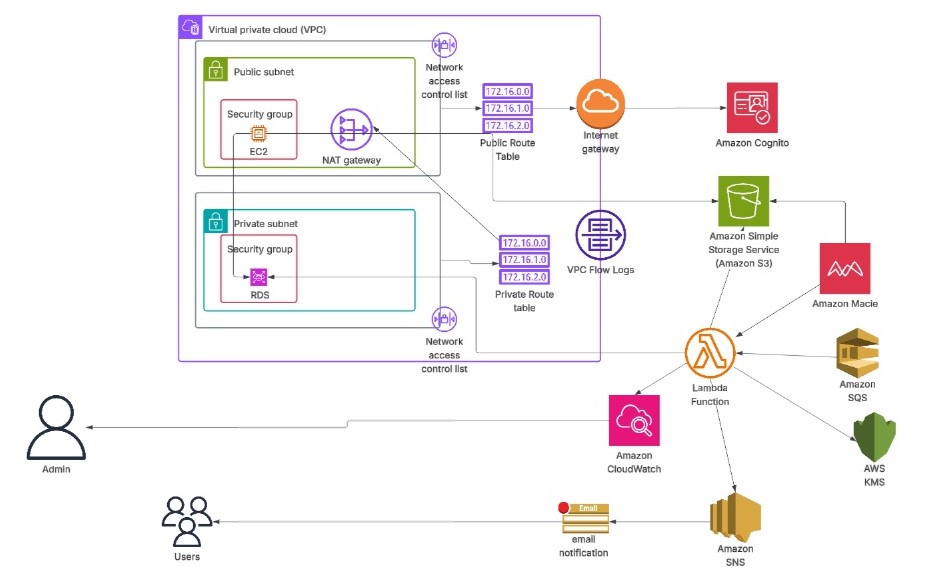 Virtual private cloud (VPC)
Public subnet
Network
access
control list
Security group
EC2
NAT gateway
172.16.0.0
172.16.1.0
172.16.2.0
Public Route
Table
Internet
gateway
Amazon Cognito
Private subnet
Security group
RDS
172.16.0.0
172.16.1.0
172.16.2.0
Private Route
table
VPC Flow Logs
Amazon Simple
Storage Service
(Amazon S3)
Amazon Macie
Network
access
control list
Lambda
Function
Amazon
SQS
Admin
Amazon
CloudWatch
AWS
KMS
Users
Email
email
notification
Amazon
SNS